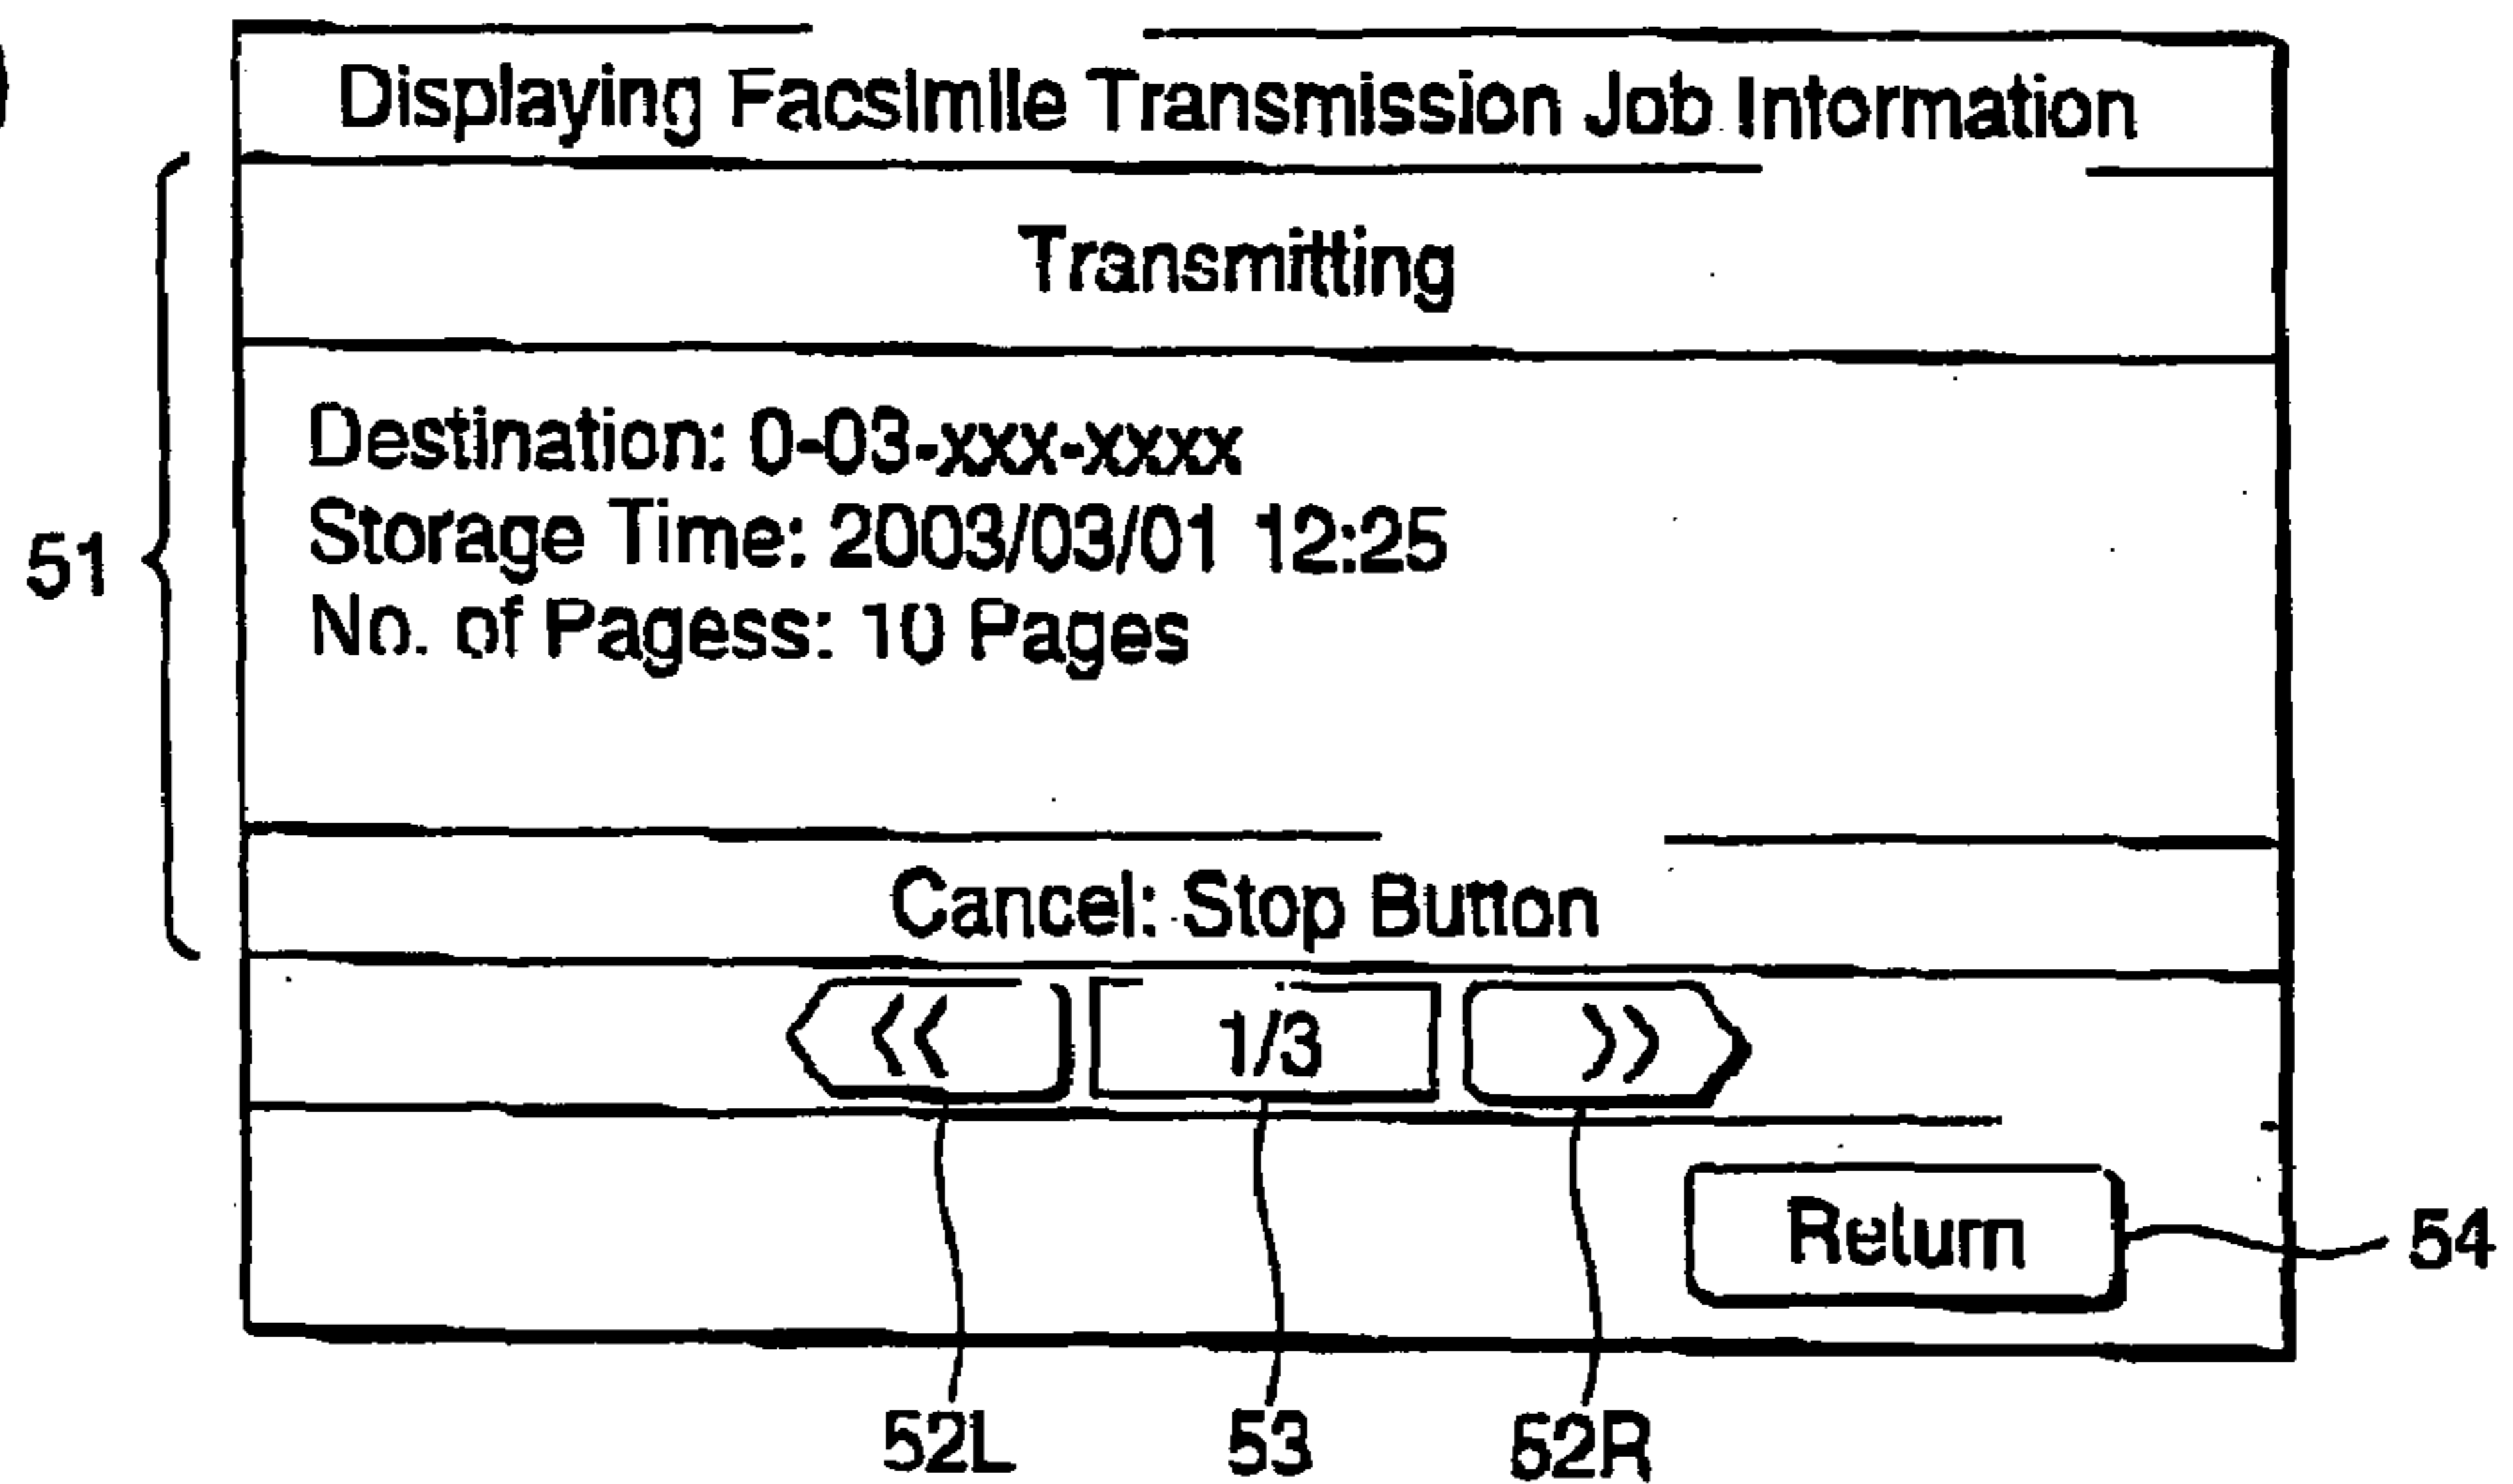 Displaying Facsimile Transmission Job Information
Transmitting
Destination: 0-03-xxx-xxxx
Storage Time: 2003/03/01 12:25
No. of Pagess: 10 Pages
51
Cancel: Stop Button
<< 1/3 >>
Return
54
52L 53 52R